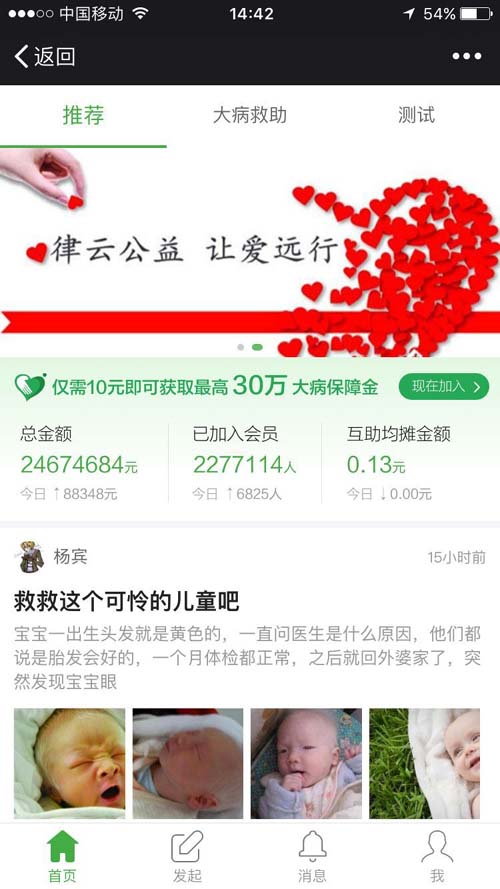 中国移动 14:42 54%
返回
推荐 大病救助 测试
律云公益 让爱远行
仅需10元即可获取最高30万大病保障金 现在加入
总金额 已加入会员 互助均摊金额
24674684元 2277114人 0.13元
今日 ↑88348元 今日 ↑6825人 今日 ↓0.00元
杨宾 15小时前
救救这个可怜的儿童吧
宝宝一出生头发就是黄色的，一直问医生是什么原因，他们都
说是胎发会好的，一个月体检都正常，之后就回外婆家了，突
然发现宝宝眼
首页 发起 消息 我